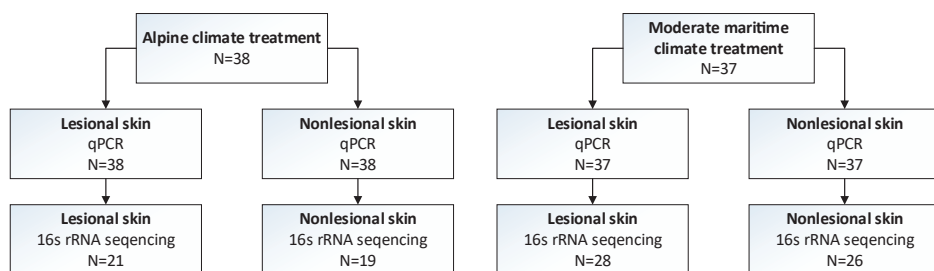 Alpine climate treatment
N=38
Moderate maritime
climate treatment
N=37
Lesional skin
qPCR
N=38
Nonlesional skin
qPCR
N=38
Lesional skin
qPCR
N=37
Nonlesional skin
qPCR
N=37
Lesional skin
16s rRNA seqencing
N=21
Nonlesional skin
16s rRNA seqencing
N=19
Lesional skin
16s rRNA seqencing
N=28
Nonlesional skin
16s rRNA seqencing
N=26